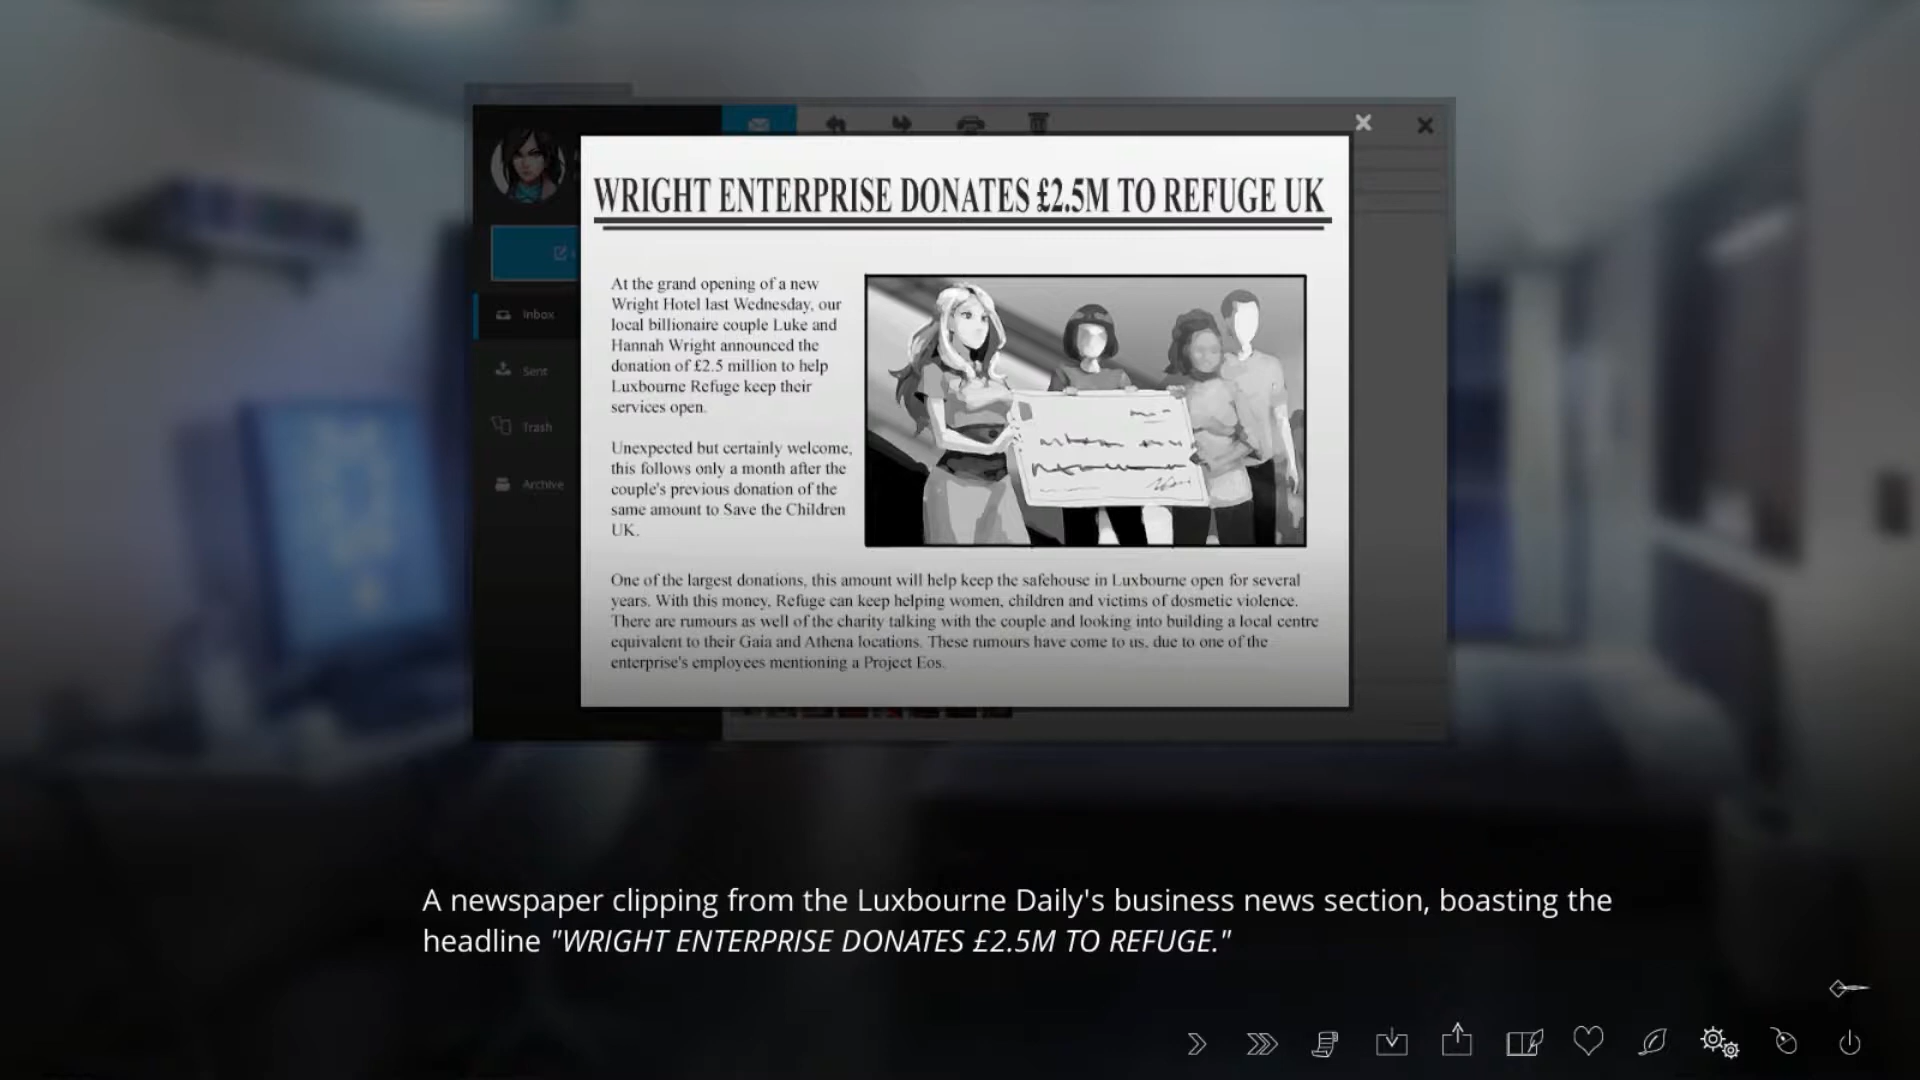 WRIGHT ENTERPRISE DONATES £2.5M TO REFUGE UK
At the grand opening of a new
Wright Hotel last Wednesday, our
local billionaire couple Luke and
Hannah Wright announced the
donation of £2.5 million to help
Luxbourne Refuge keep their
services open.
Unexpected but certainly welcome,
this follows only a month after the
couple's previous donation of the
same amount to Save the Children
UK.
One of the largest donations, this amount will help keep the safehouse in Luxbourne open for several
years. With this money, Refuge can keep helping women, children and victims of dosmetic violence.
There are rumours as well of the charity talking with the couple and looking into building a local centre
equivalent to their Gaia and Athena locations. These rumours have come to us, due to one of the
enterprise's employees mentioning a Project Eos.
Inbox
Sent
Trash
Archive
A newspaper clipping from the Luxbourne Daily's business news section, boasting the
headline "WRIGHT ENTERPRISE DONATES £2.5M TO REFUGE."